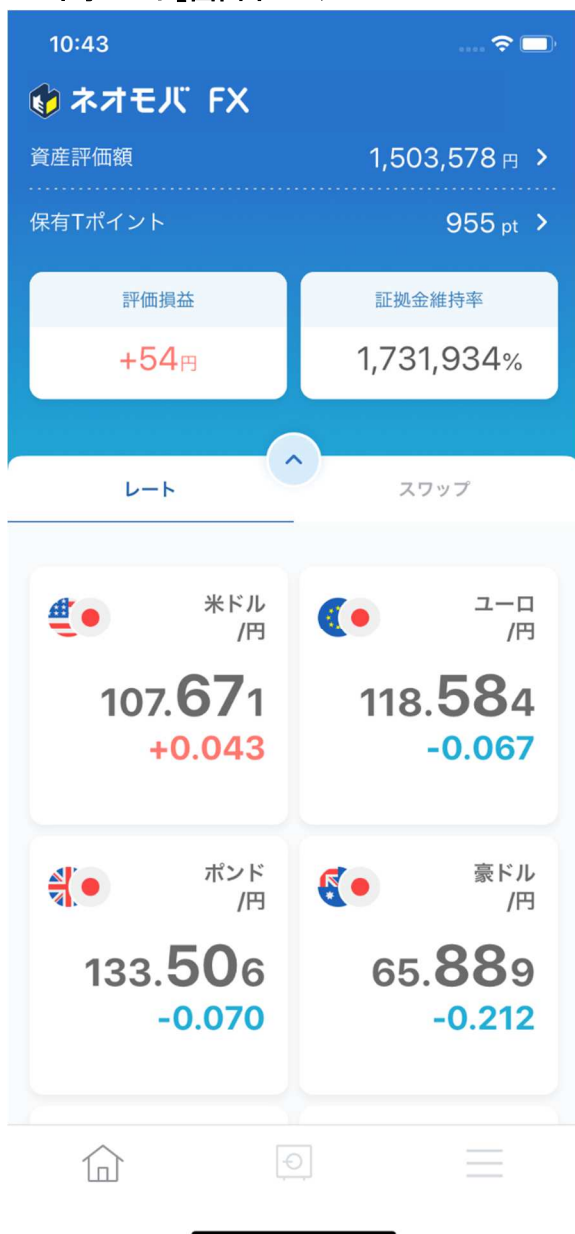 10:43
ネオモバ FX
資産評価額 1,503,578 円
保有Tポイント 955 pt
評価損益 証拠金維持率
+54円 1,731,934%
レート スワップ
米ドル ユーロ
/円 /円
107.671 118.584
+0.043 -0.067
ポンド 豪ドル
/円 /円
133.506 65.889
-0.070 -0.212